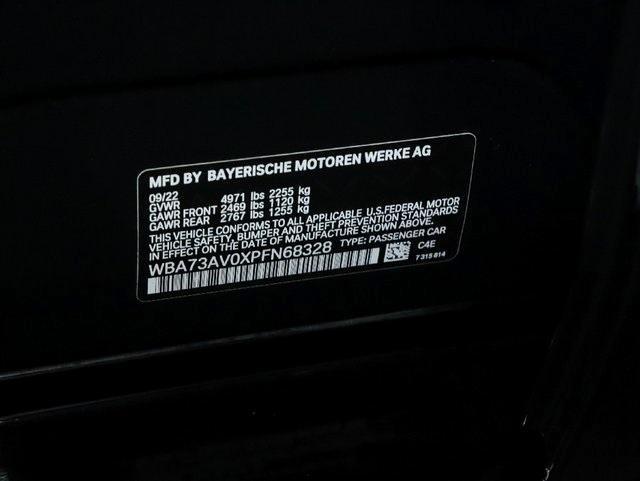 MFD BY BAYERISCHE MOTOREN WERKE AG
09/22
GVWR 4971 lbs 2255 kg
GAWR FRONT 2469 lbs 1120 kg
GAWR REAR 2767 lbs 1255 kg
THIS VEHICLE CONFORMS TO ALL APPLICABLE U.S.FEDERAL MOTOR
VEHICLE SAFETY, BUMPER AND THEFT PREVENTION STANDARDS
IN EFFECT ON THE DATE OF MANUFACTURE SHOWN ABOVE.
WBA73AV0XPFN68328 TYPE: PASSENGER CAR
C4E
7 315 814